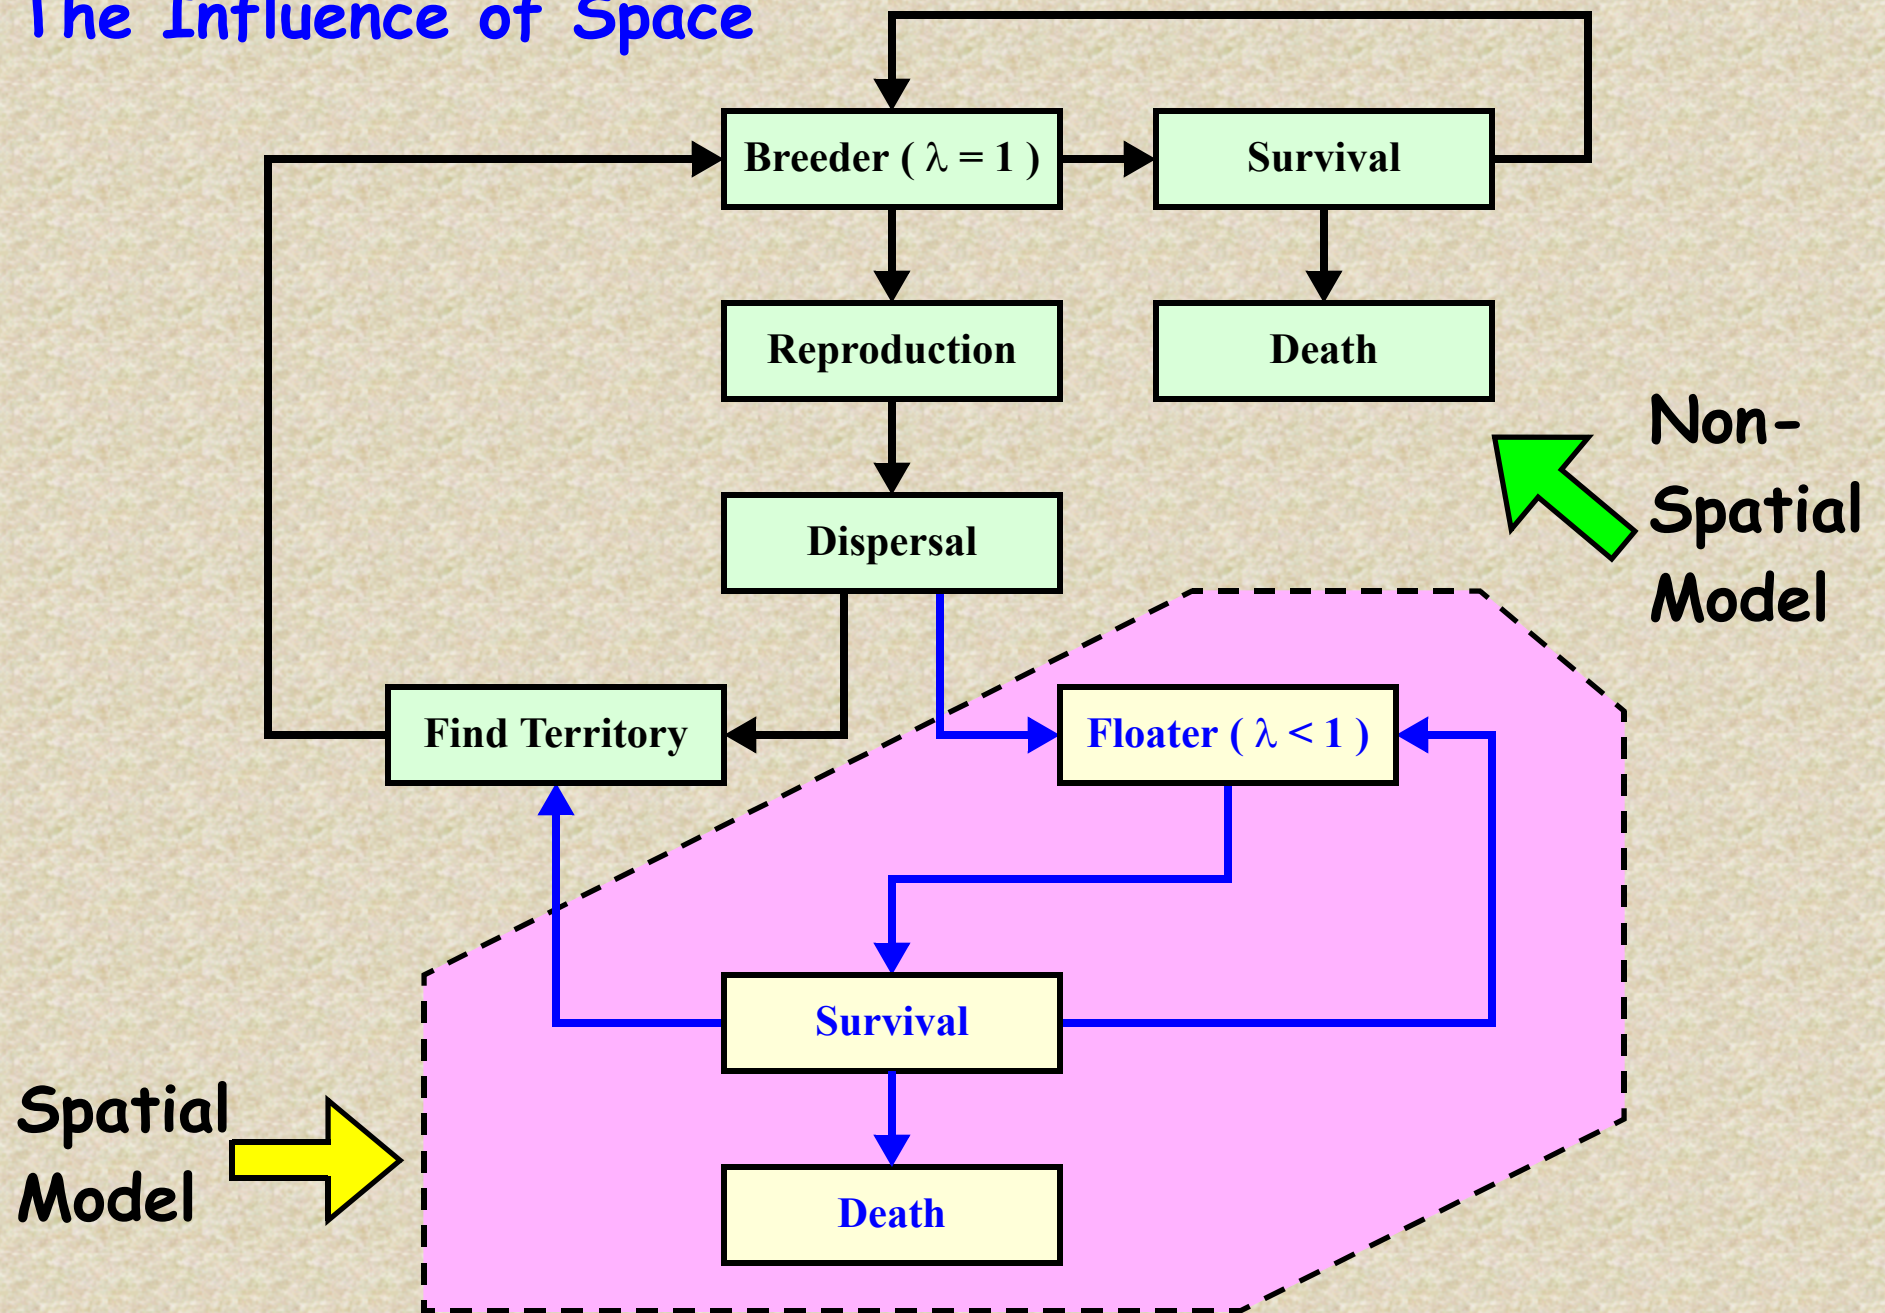 The Influence of Space
Breeder ( λ = 1 )
Survival
Reproduction
Death
Non-
Spatial
Model
Dispersal
Find Territory
Floater ( λ < 1 )
Survival
Spatial
Model
Death